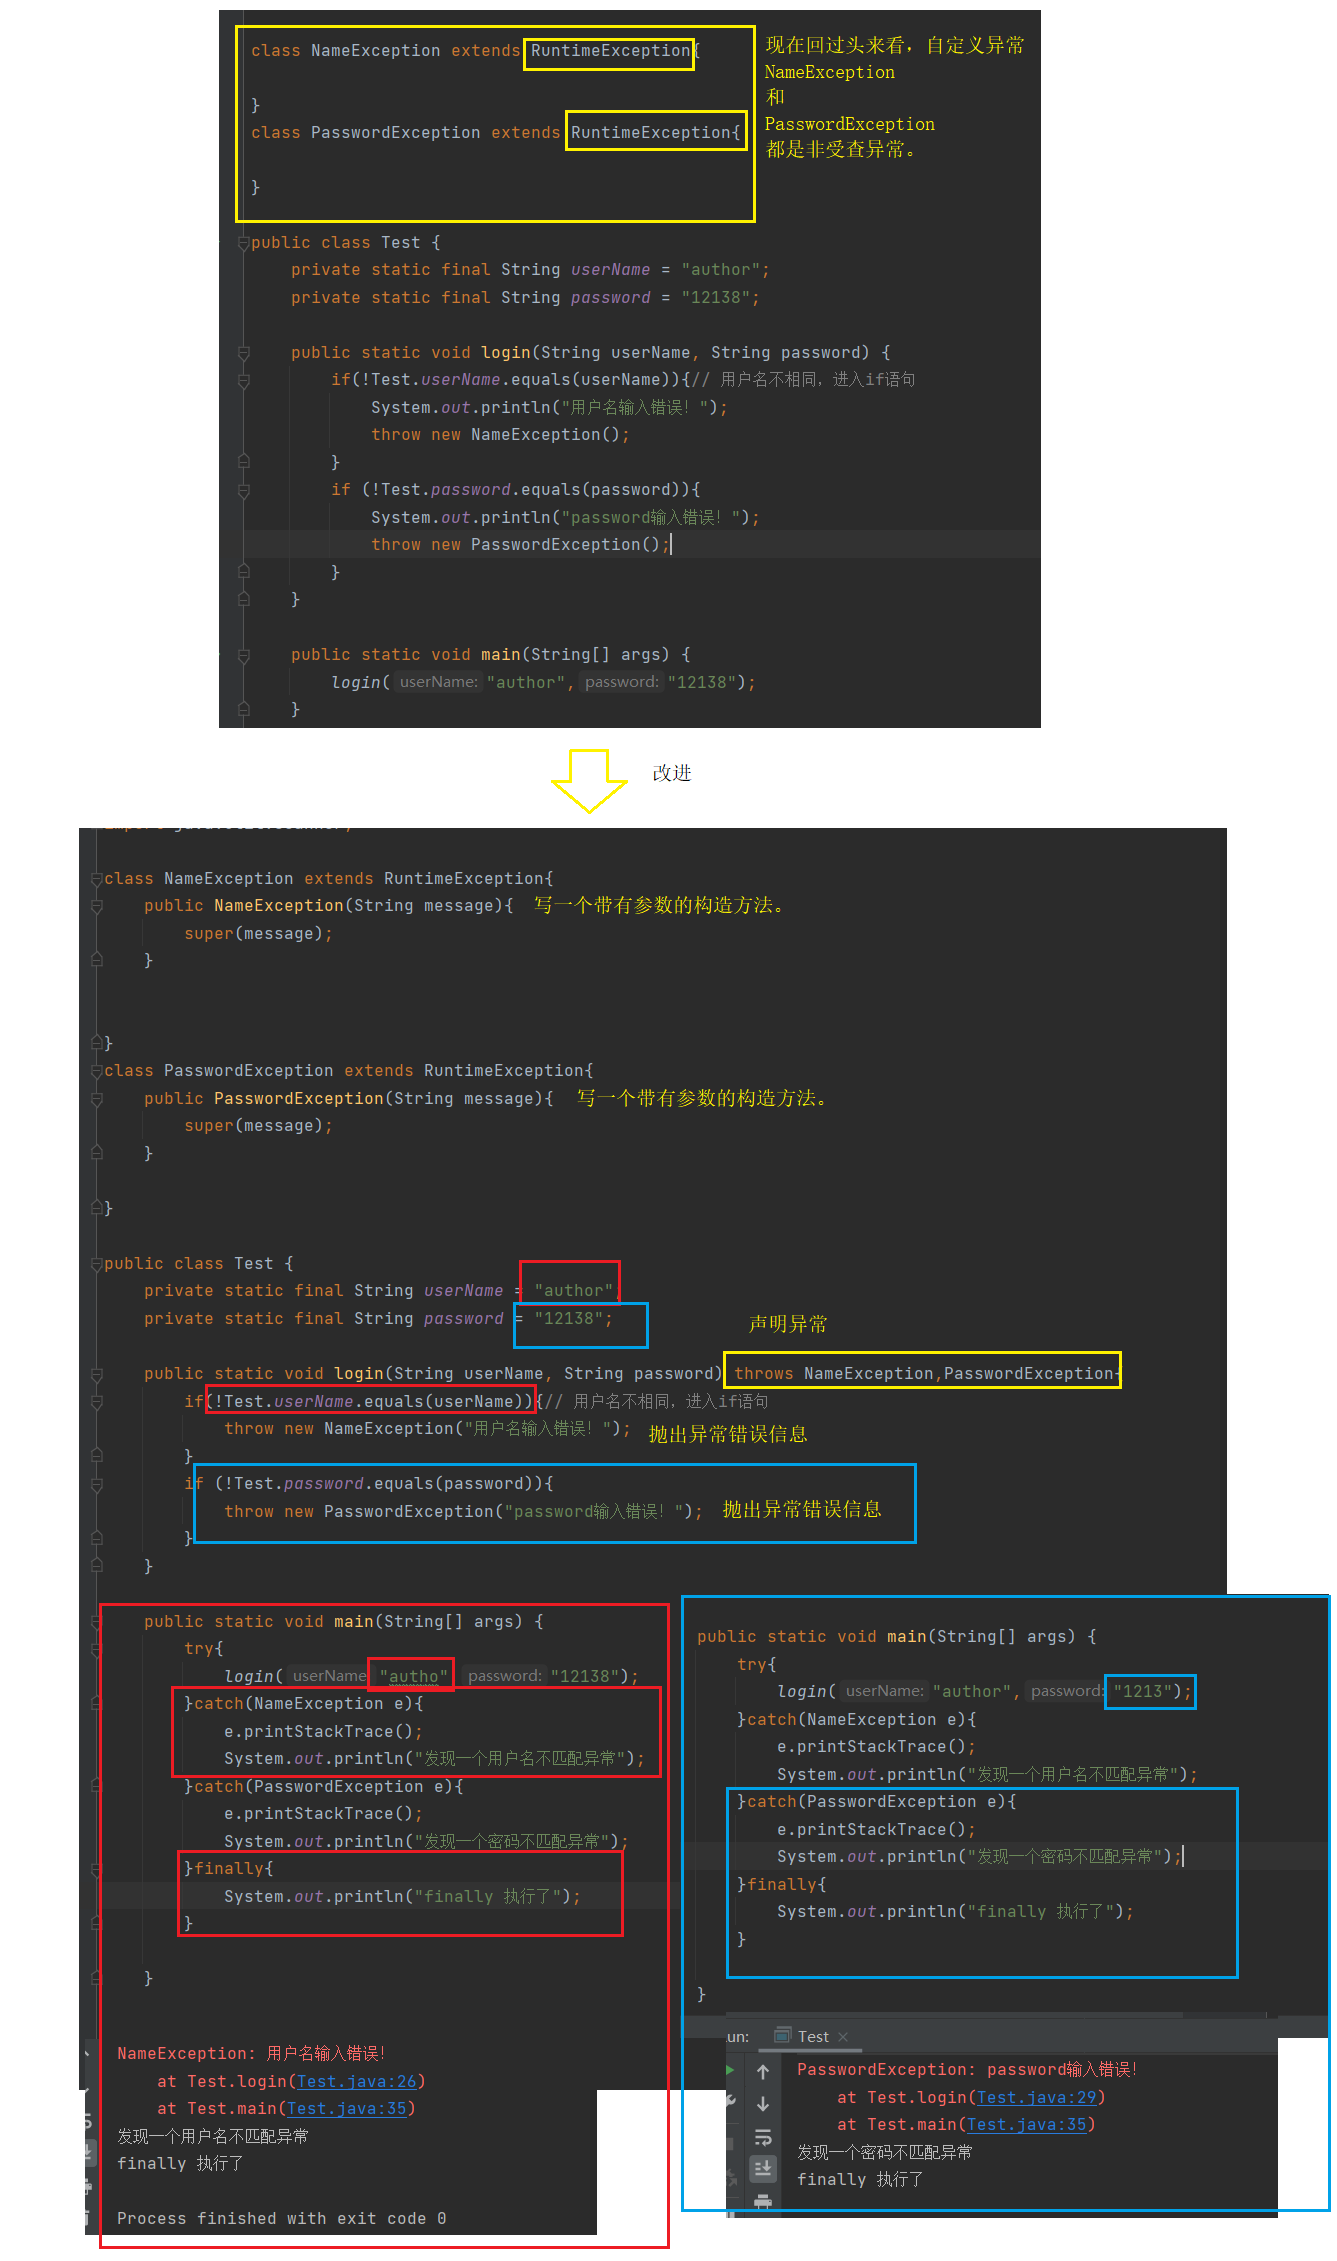 class NameException extends RuntimeException{
现在回过头来看，自定义异常
NameException
和
PasswordException
都是非受查异常。
}
class PasswordException extends RuntimeException{
}
public class Test {
private static final String userName = "author";
private static final String password = "12138";
public static void login(String userName, String password) {
if(!Test.userName.equals(userName)){// 用户名不相同，进入if语句
System.out.println("用户名输入错误！");
throw new NameException();
}
if (!Test.password.equals(password)){
System.out.println("password输入错误！");
throw new PasswordException();
}
}
public static void main(String[] args) {
login( userName: "author", password: "12138");
}
改进
class NameException extends RuntimeException{
public NameException(String message){ 写一个带有参数的构造方法。
super(message);
}
}
class PasswordException extends RuntimeException{
public PasswordException(String message){ 写一个带有参数的构造方法。
super(message);
}
}
public class Test {
private static final String userName = "author"
private static final String password = "12138";
声明异常
public static void login(String userName, String password) throws NameException,PasswordException{
if(!Test.userName.equals(userName)){// 用户名不相同，进入if语句
throw new NameException("用户名输入错误！"); 抛出异常错误信息
}
if (!Test.password.equals(password)){
throw new PasswordException("password输入错误！"); 抛出异常错误信息
}
}
public static void main(String[] args) {
try{
login( userName "autho" password: "12138");
}catch(NameException e){
e.printStackTrace();
System.out.println("发现一个用户名不匹配异常");
}catch(PasswordException e){
e.printStackTrace();
System.out.println("发现一个密码不匹配异常");
}finally{
System.out.println("finally 执行了");
}
}
NameException: 用户名输入错误！
at Test.login(Test.java:26)
at Test.main(Test.java:35)
发现一个用户名不匹配异常
finally 执行了
Process finished with exit code 0
public static void main(String[] args) {
try{
login( userName: "author", password: "1213");
}catch(NameException e){
e.printStackTrace();
System.out.println("发现一个用户名不匹配异常");
}catch(PasswordException e){
e.printStackTrace();
System.out.println("发现一个密码不匹配异常");
}finally{
System.out.println("finally 执行了");
}
}
un: Test
PasswordException: password输入错误！
at Test.login(Test.java:29)
at Test.main(Test.java:35)
发现一个密码不匹配异常
finally 执行了